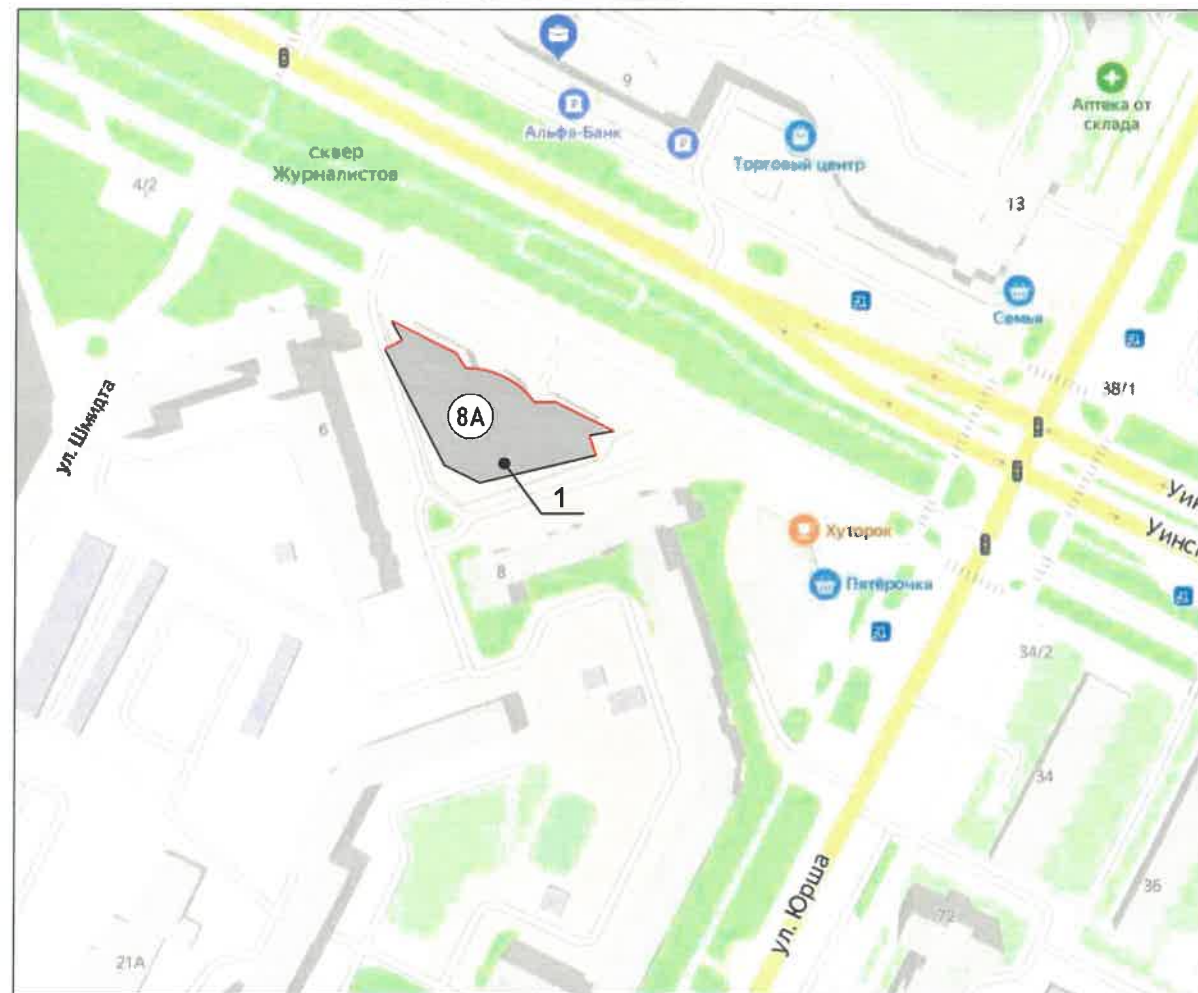 9
Альфа-Банк
Аптека от
склада
Торговый центр
сквер
Журналистов
4/2
13
Семья
38/1
ул. Шмидта
6
8А
1
Уин
Уинск
Хуторок
8
Пятёрочка
34/2
34
36
ул. Юрша
72
21А